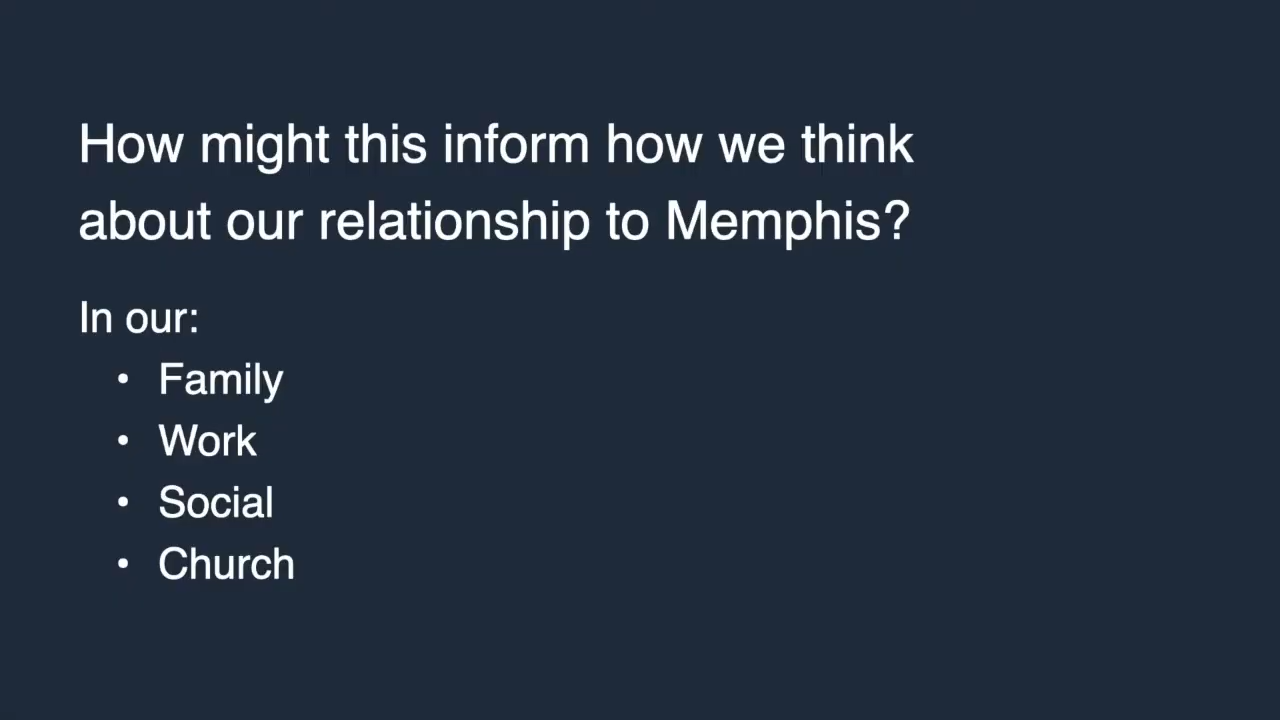 How might this inform how we think
about our relationship to Memphis?
In our:
• Family
• Work
• Social
• Church